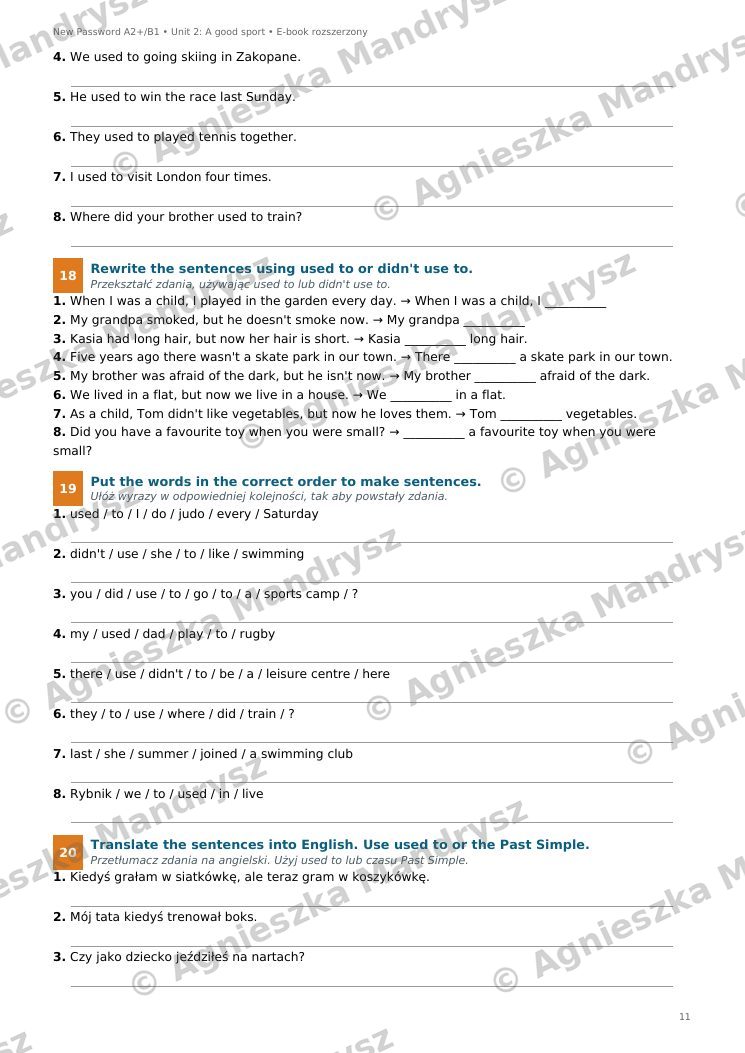 New Password A2+/B1 • Unit 2: A good sport • E-book rozszerzony
4. We used to going skiing in Zakopane.
5. He used to win the race last Sunday.
6. They used to played tennis together.
7. I used to visit London four times.
8. Where did your brother used to train?
18 Rewrite the sentences using used to or didn't use to.
Przekształć zdania, używając used to lub didn't use to.
1. When I was a child, I played in the garden every day. → When I was a child, I __________
2. My grandpa smoked, but he doesn't smoke now. → My grandpa __________
3. Kasia had long hair, but now her hair is short. → Kasia __________ long hair.
4. Five years ago there wasn't a skate park in our town. → There __________ a skate park in our town.
5. My brother was afraid of the dark, but he isn't now. → My brother __________ afraid of the dark.
6. We lived in a flat, but now we live in a house. → We __________ in a flat.
7. As a child, Tom didn't like vegetables, but now he loves them. → Tom __________ vegetables.
8. Did you have a favourite toy when you were small? → __________ a favourite toy when you were
small?
19 Put the words in the correct order to make sentences.
Ułóż wyrazy w odpowiedniej kolejności, tak aby powstały zdania.
1. used / to / I / do / judo / every / Saturday
2. didn't / use / she / to / like / swimming
3. you / did / use / to / go / to / a / sports camp / ?
4. my / used / dad / play / to / rugby
5. there / use / didn't / to / be / a / leisure centre / here
6. they / to / use / where / did / train / ?
7. last / she / summer / joined / a swimming club
8. Rybnik / we / to / used / in / live
20 Translate the sentences into English. Use used to or the Past Simple.
Przetłumacz zdania na angielski. Użyj used to lub czasu Past Simple.
1. Kiedyś grałam w siatkówkę, ale teraz gram w koszykówkę.
2. Mój tata kiedyś trenował boks.
3. Czy jako dziecko jeździłeś na nartach?
11
© Agnieszka Mandrysz